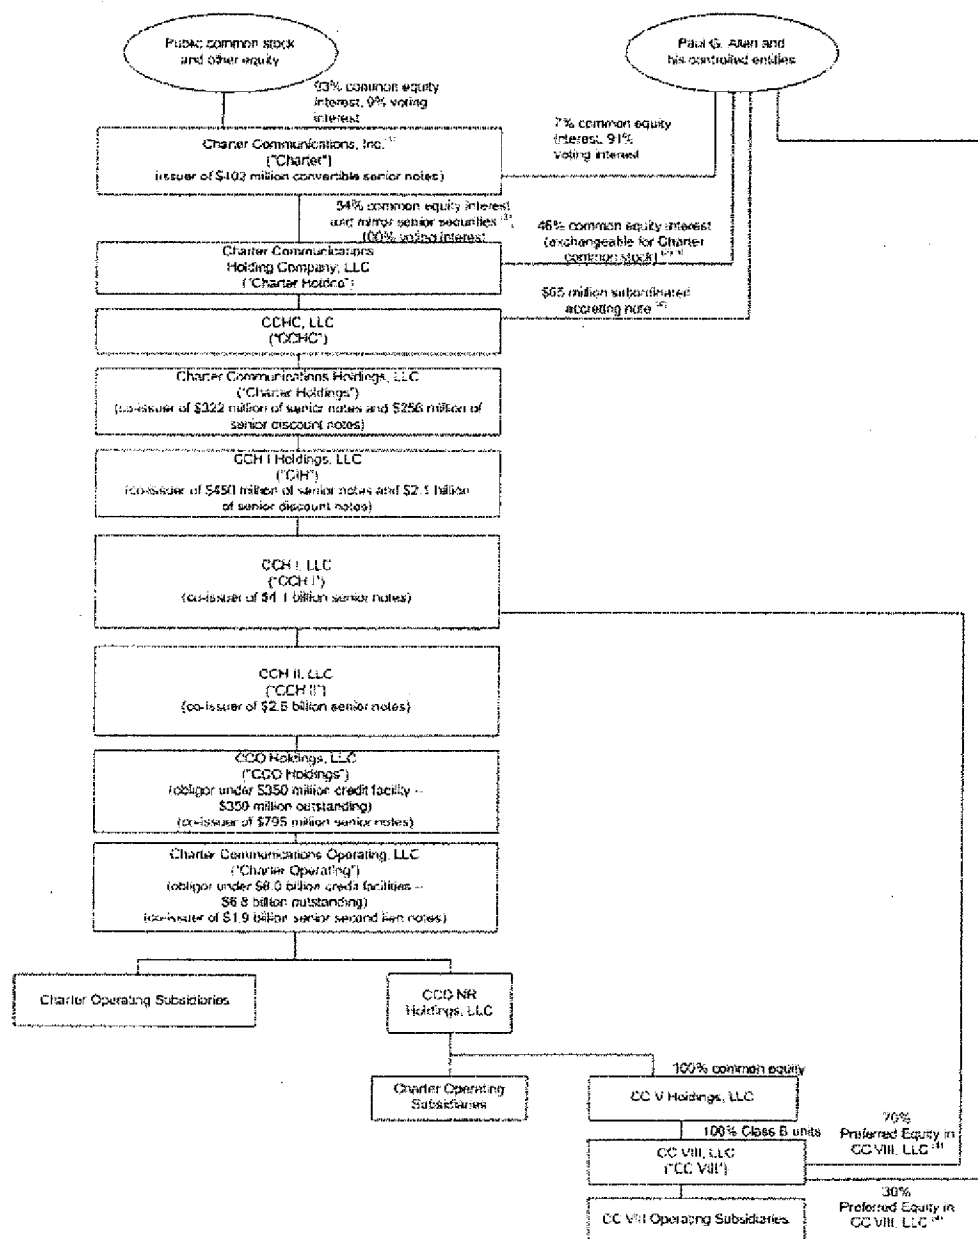 Public common stock
and other equity
Paul G. Allen and
his controlled entities
93% common equity
interest, 9% voting
interest
7% common equity
interest, 91%
voting interest
Charter Communications, Inc. (1)
("Charter")
(issuer of $402 million convertible senior notes)
54% common equity interest
and mirror senior securities (3),
100% voting interest
46% common equity interest
(exchangeable for Charter
common stock)
Charter Communications
Holding Company, LLC
("Charter Holdco")
$65 million subordinated
accreting note (4)
CCHC, LLC
("CCHC")
Charter Communications Holdings, LLC
("Charter Holdings")
(co-issuer of $322 million of senior notes and $256 million of
senior discount notes)
CCH I Holdings, LLC
("CIH")
(co-issuer of $450 million of senior notes and $2.1 billion
of senior discount notes)
CCH I, LLC
("CCH I")
(co-issuer of $4.1 billion senior notes)
CCH II, LLC
("CCH II")
(co-issuer of $2.5 billion senior notes)
CCO Holdings, LLC
("CCO Holdings")
(obligor under $350 million credit facility --
$350 million outstanding)
(co-issuer of $795 million senior notes)
Charter Communications Operating, LLC
("Charter Operating")
(obligor under $8.0 billion credit facilities --
$6.8 billion outstanding)
(co-issuer of $1.9 billion senior second lien notes)
Charter Operating Subsidiaries
CCO NR
Holdings, LLC
100% common equity
Charter Operating
Subsidiaries
CC V Holdings, LLC
100% Class B units
70%
Preferred Equity in
CC VIII, LLC (4)
CC VIII, LLC
("CC VIII")
30%
Preferred Equity in
CC VIII, LLC (4)
CC VIII Operating Subsidiaries